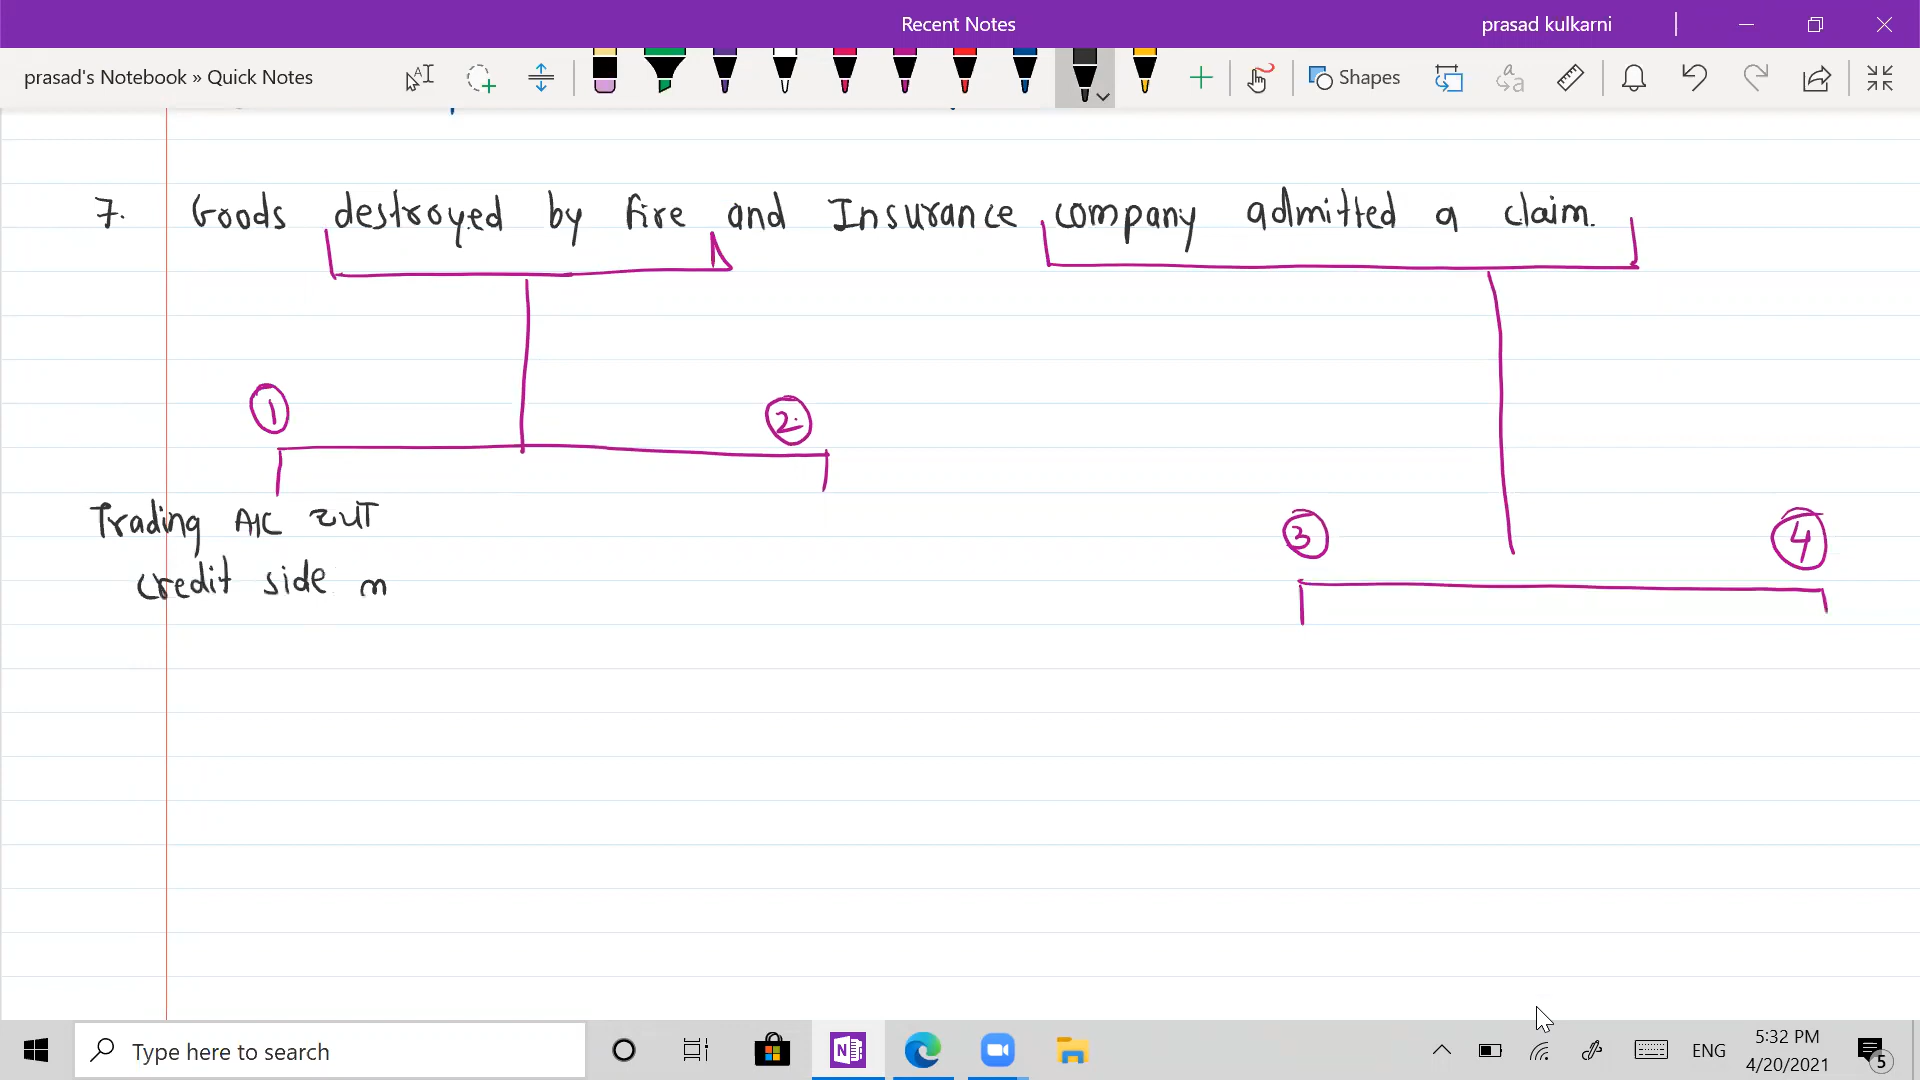 Recent Notes
prasad kulkarni
prasad's Notebook » Quick Notes
Shapes
7. Goods destroyed by fire and Insurance company admitted a claim.
1
2.
Trading A/C
3
4
credit side
Type here to search
ENG
5:32 PM
4/20/2021
5